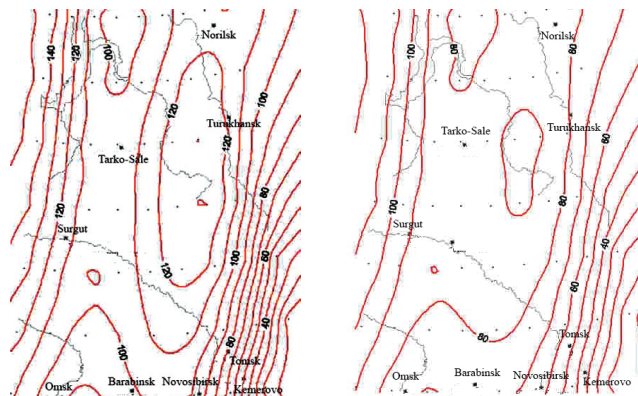 140
120
100
Norilsk
120
100
Turukhansk
120
Tarko-Sale
80
120
Surgut
100
60
120
40
100
80
Tomsk
Omsk
Barabinsk
Novosibirsk
Kemerovo
100
80
Norilsk
80
Turukhansk
60
Tarko-Sale
100
80
Surgut
40
60
80
Tomsk
Omsk
Barabinsk
Novosibirsk
Kemerovo